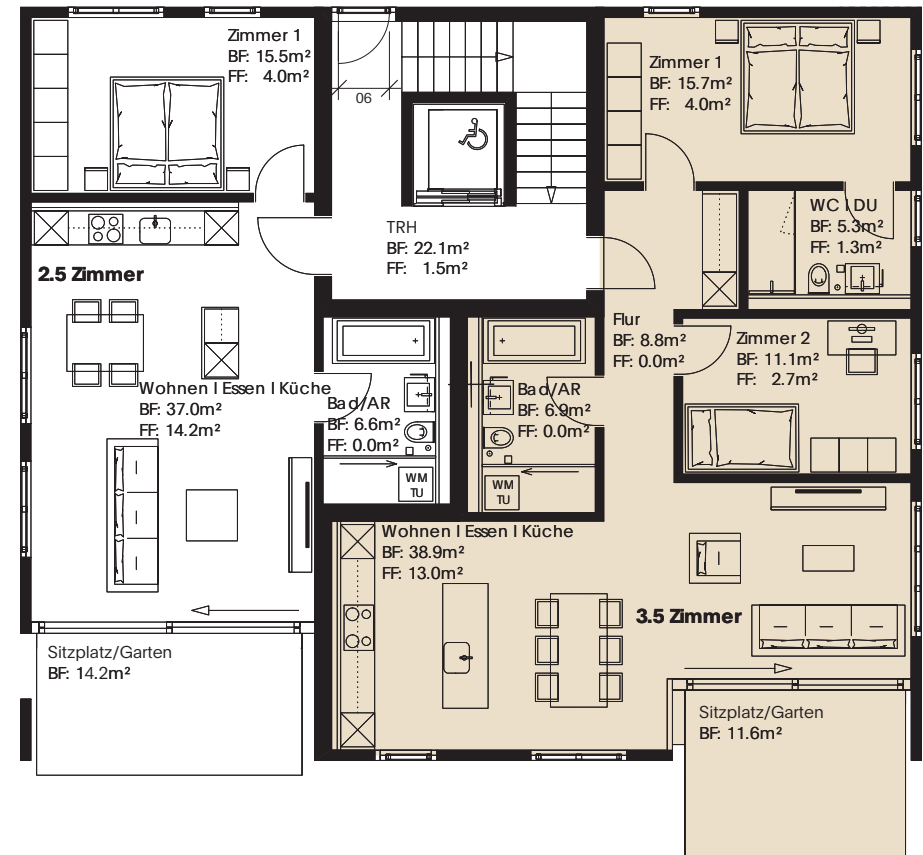 Zimmer 1
BF: 15.5m²
FF: 4.0m²
90
Zimmer 1
BF: 15.7m²
FF: 4.0m²
TRH
BF: 22.1m²
FF: 1.5m²
WC I DU
BF: 5.3m²
FF: 1.3m²
2.5 Zimmer
Flur
BF: 8.8m²
FF: 0.0m²
Zimmer 2
BF: 11.1m²
FF: 2.7m²
Wohnen I Essen I Küche
BF: 37.0m²
FF: 14.2m²
Bad/AR
BF: 6.6m²
FF: 0.0m²
WM
TU
Bad/AR
BF: 6.9m²
FF: 0.0m²
WM
TU
Wohnen I Essen I Küche
BF: 38.9m²
FF: 13.0m²
3.5 Zimmer
Sitzplatz/Garten
BF: 14.2m²
Sitzplatz/Garten
BF: 11.6m²